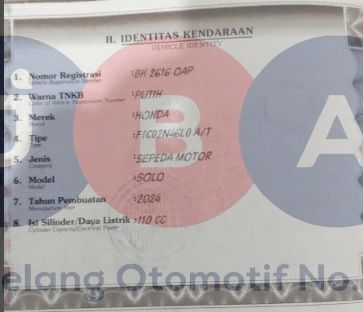 II. IDENTITAS KENDARAAN
VEHICLE IDENTITY
1. Nomor Registrasi : BK 2616 OAP
Vehicle Registration Number
2. Warna TNKB : PUTIH
Color of Vehicle Registration Number
3. Merek : HONDA
Brand
4. Tipe : F1C02N46L0 A/T
Type
5. Jenis : SEPEDA MOTOR
Category
6. Model : SOLO
Model
7. Tahun Pembuatan : 2024
Manufacture Year
8. Isi Silinder/Daya Listrik : 110 CC
Cylinder Capacity/Electrical Power
B A
elang Otomotif No.